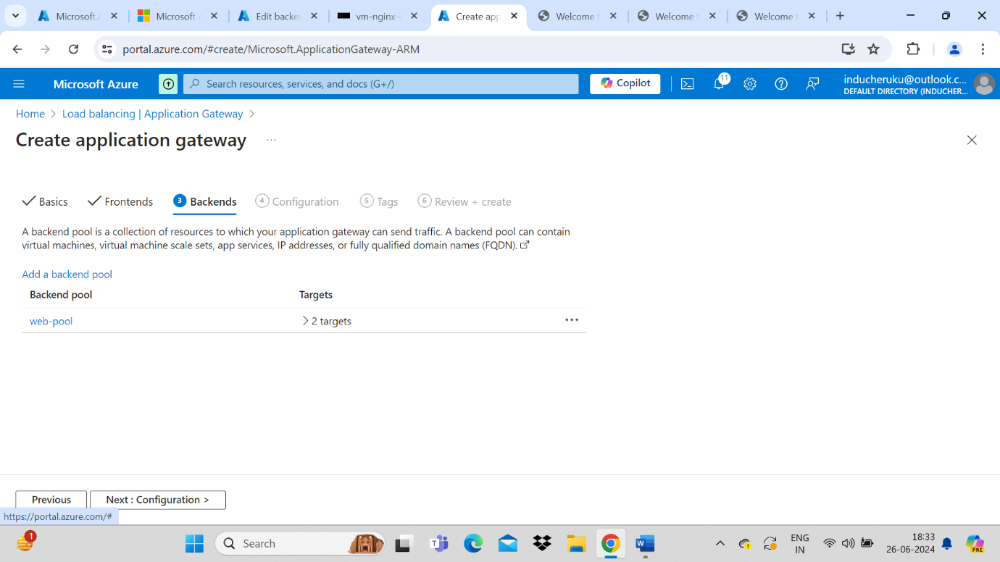 Microsoft.
Microsoft
Edit backe
vm-nginx-
Create app
Welcome
Welcome
Welcome
portal.azure.com/#create/Microsoft.ApplicationGateway-ARM
Microsoft Azure
Search resources, services, and docs (G+/)
Copilot
11
inducheruku@outlook.c...
DEFAULT DIRECTORY (INDUCHER...
Home > Load balancing | Application Gateway >
Create application gateway ...
Basics
Frontends
3 Backends
4 Configuration
5 Tags
6 Review + create
A backend pool is a collection of resources to which your application gateway can send traffic. A backend pool can contain
virtual machines, virtual machine scale sets, app services, IP addresses, or fully qualified domain names (FQDN).
Add a backend pool
Backend pool Targets
web-pool > 2 targets
Previous Next : Configuration >
https://portal.azure.com/#
1
Search
ENG
IN
18:33
26-06-2024
PRE